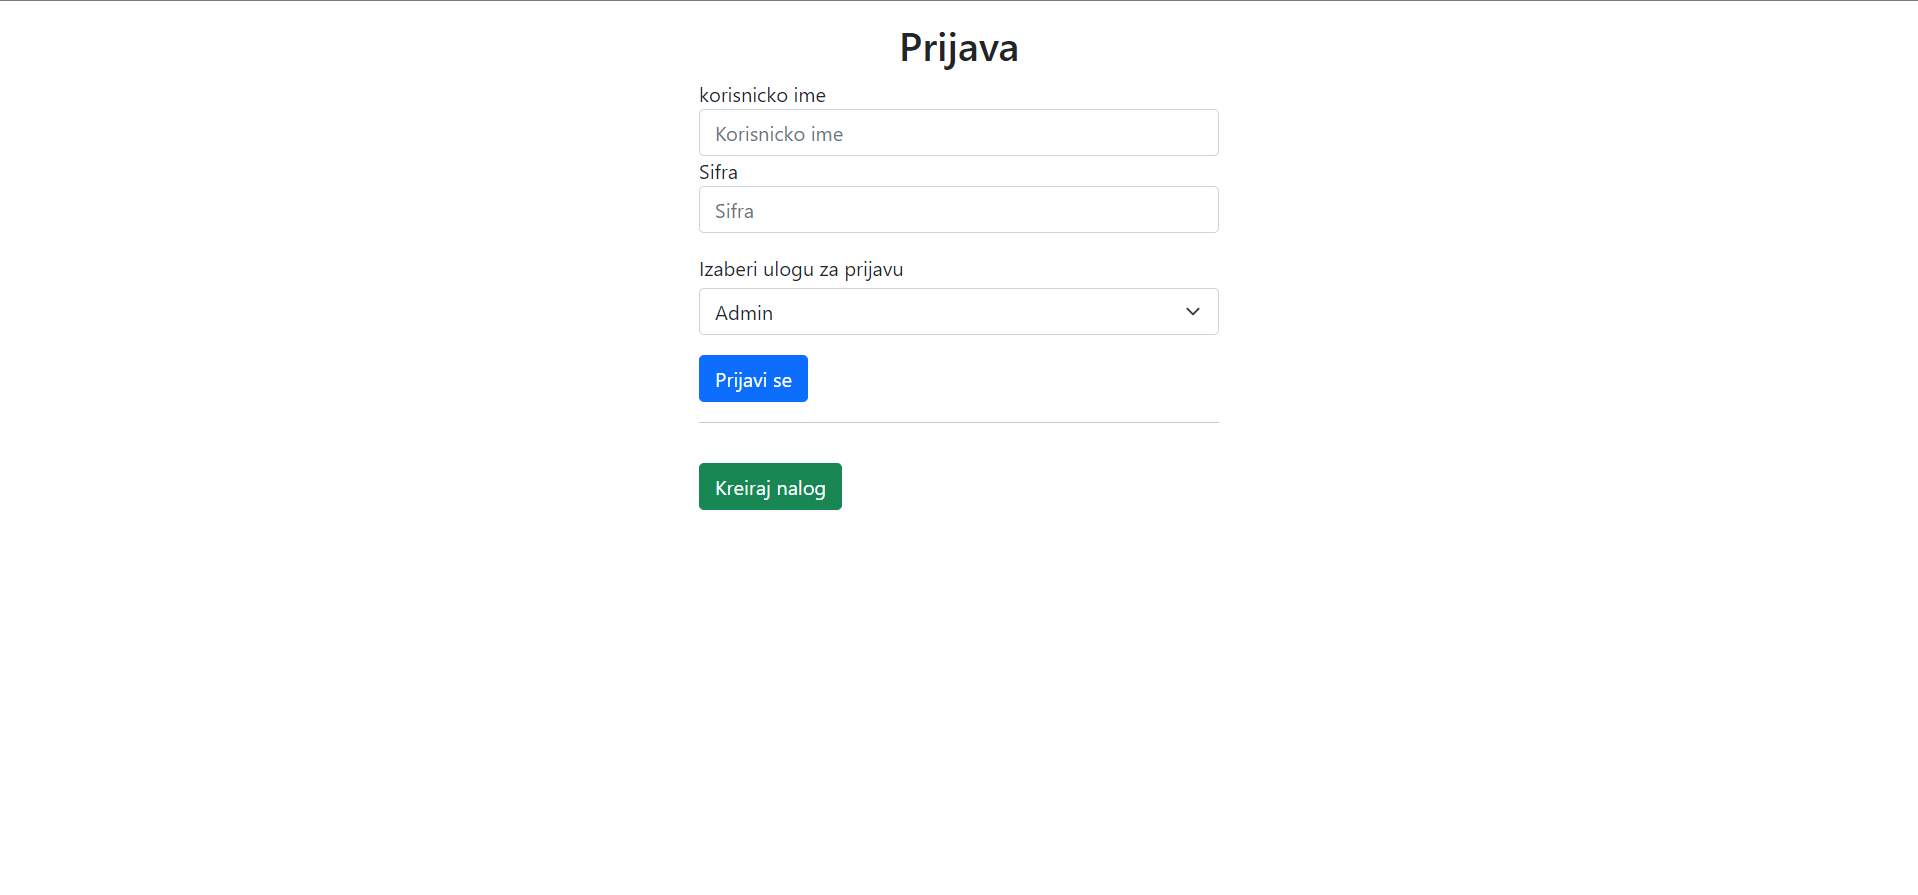 Prijava
korisnicko ime
Korisnicko ime
Sifra
Sifra
Izaberi ulogu za prijavu
Admin
Prijavi se
Kreiraj nalog